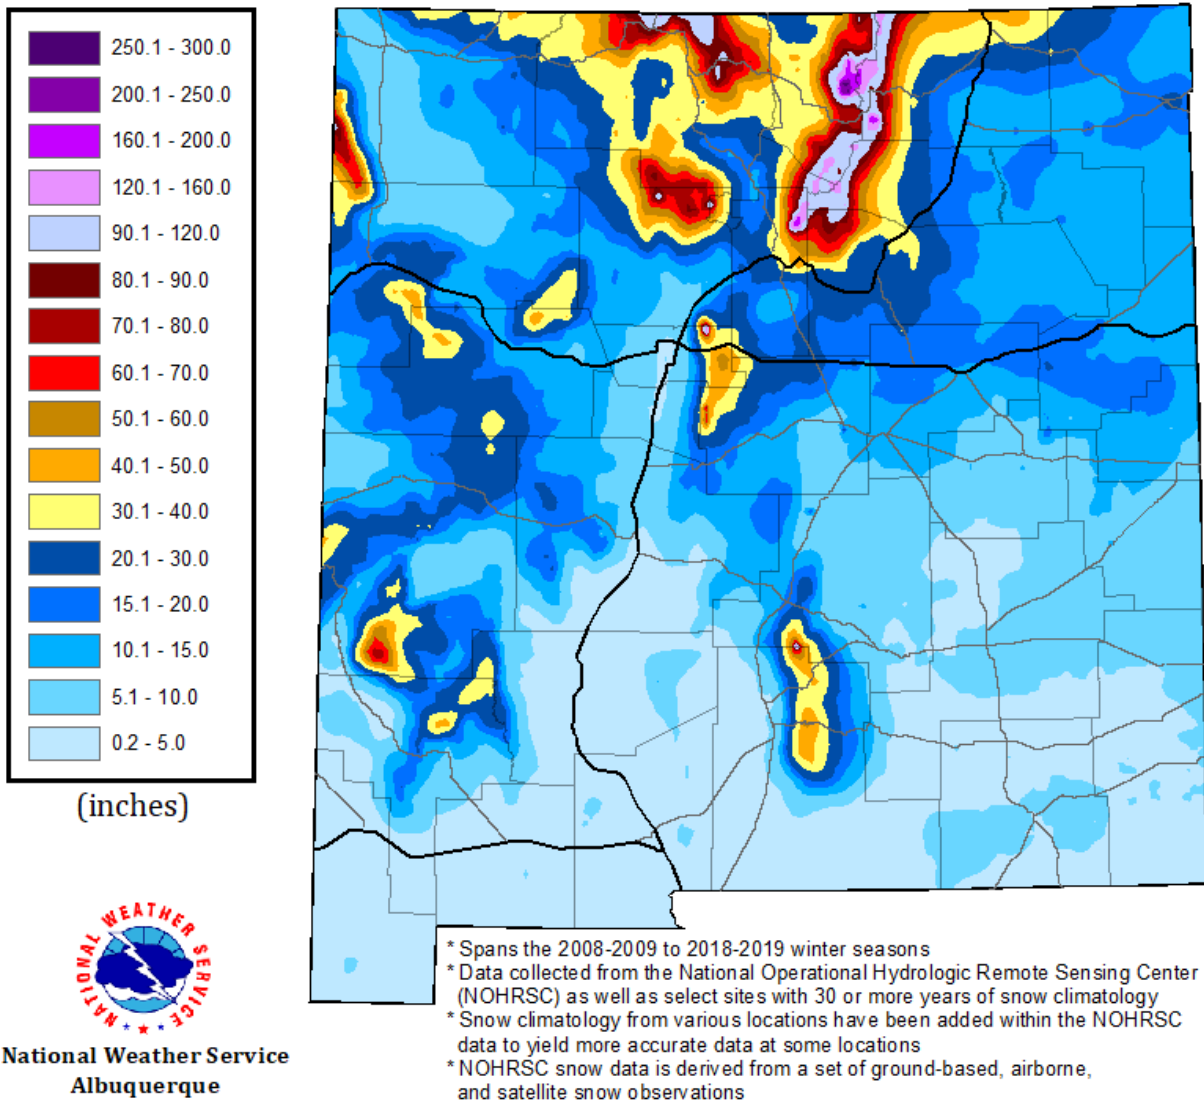 250.1 - 300.0
200.1 - 250.0
160.1 - 200.0
120.1 - 160.0
90.1 - 120.0
80.1 - 90.0
70.1 - 80.0
60.1 - 70.0
50.1 - 60.0
40.1 - 50.0
30.1 - 40.0
20.1 - 30.0
15.1 - 20.0
10.1 - 15.0
5.1 - 10.0
0.2 - 5.0
(inches)
NATIONAL WEATHER SERVICE
National Weather Service
Albuquerque
* Spans the 2008-2009 to 2018-2019 winter seasons
* Data collected from the National Operational Hydrologic Remote Sensing Center
(NOHRSC) as well as select sites with 30 or more years of snow climatology
* Snow climatology from various locations have been added within the NOHRSC
data to yield more accurate data at some locations
* NOHRSC snow data is derived from a set of ground-based, airborne,
and satellite snow observations